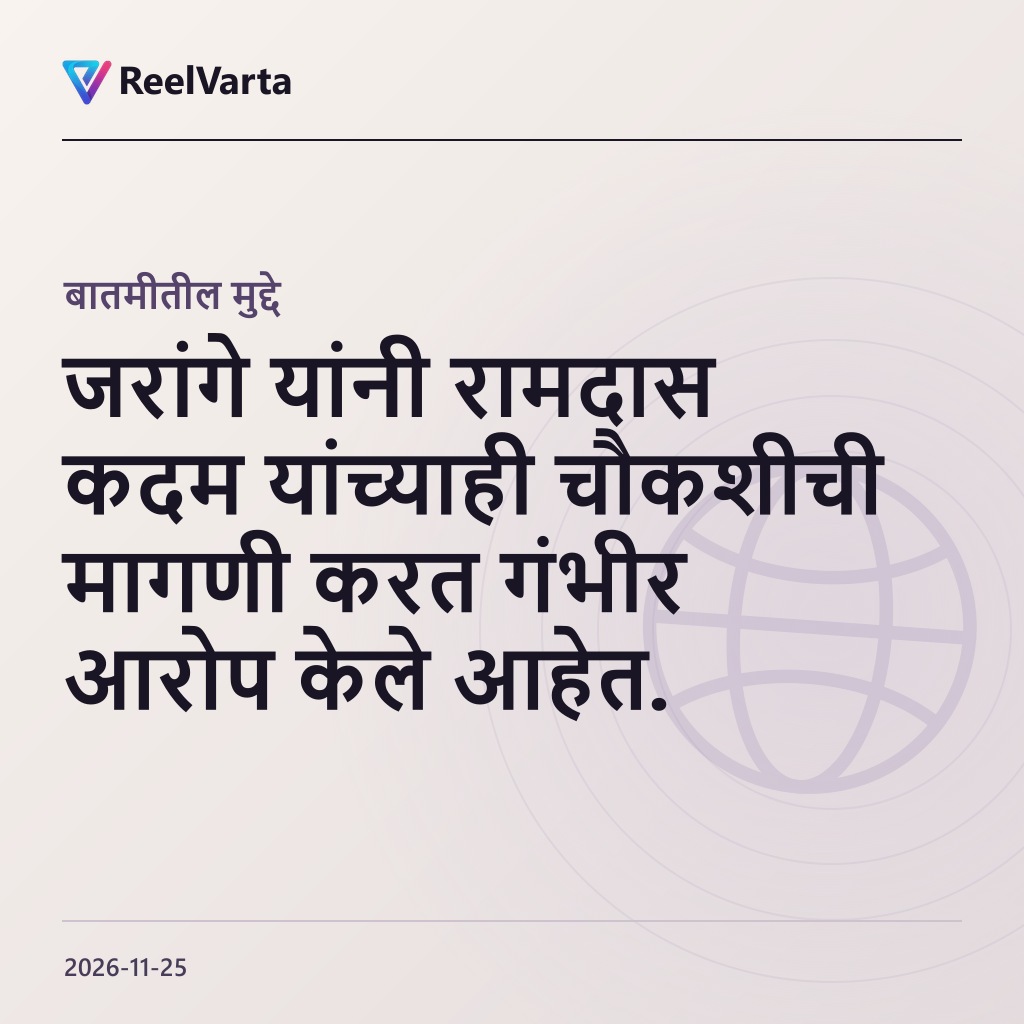 ReelVarta
बातमीतील मुद्दे
जरांगे यांनी रामदास
कदम यांच्याही चौकशीची
मागणी करत गंभीर
आरोप केले आहेत.
2026-11-25